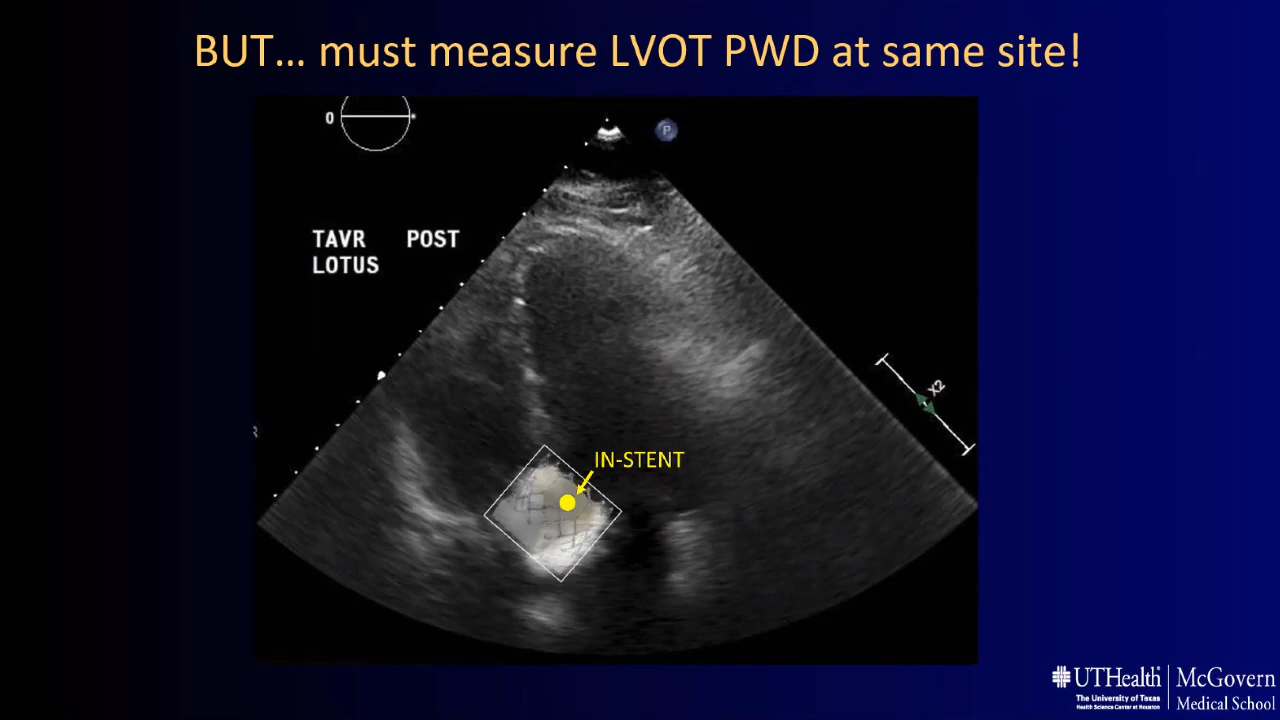 BUT... must measure LVOT PWD at same site!
0
P
TAVR POST
LOTUS
X2
R
IN-STENT
UTHealth
The University of Texas
Health Science Center at Houston
McGovern
Medical School